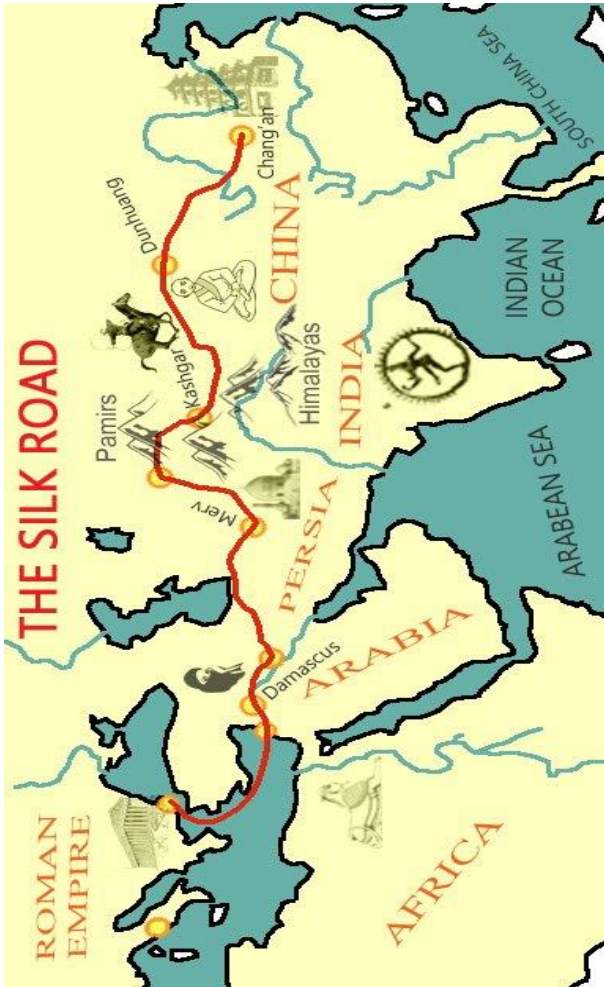 THE SILK ROAD
ROMAN
EMPIRE
Pamirs
Dunhuang
Kashgar
Merv
Chang'an
CHINA
Himalayas
PERSIA
INDIA
Damascus
ARABIA
AFRICA
SOUTH CHINA SEA
INDIAN
OCEAN
ARABEAN SEA